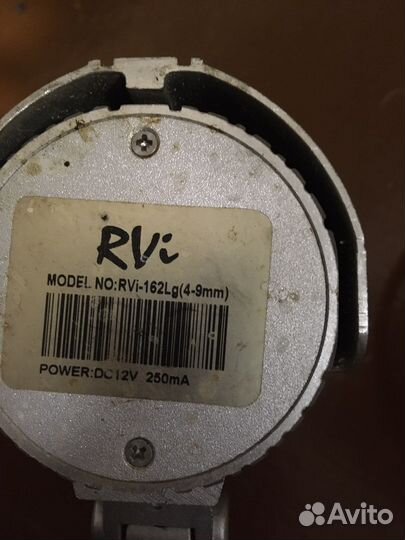 RVi
MODEL NO:RVi-162Lg(4-9mm)
POWER:DC12V 250mA
Avito